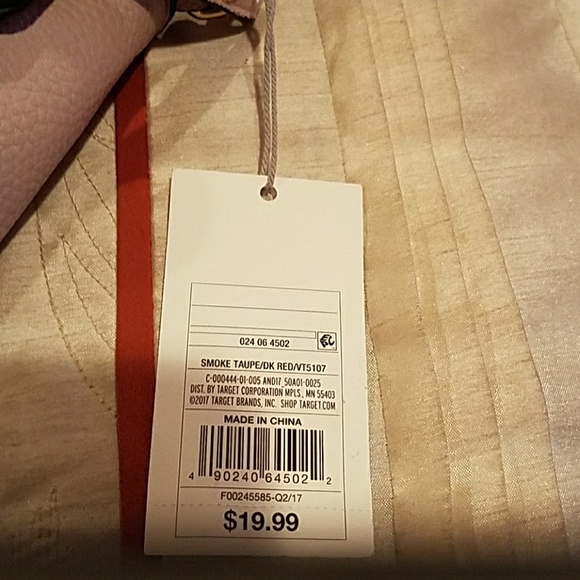 024 06 4502
SMOKE TAUPE/DK RED/VT5107
C-000444-01-005 AND17_50A01-0025
DIST. BY TARGET CORPORATION MPLS., MN 55403
©2017 TARGET BRANDS, INC. SHOP TARGET.COM
MADE IN CHINA
4 90240 64502 2
F00245585-Q2/17
$19.99